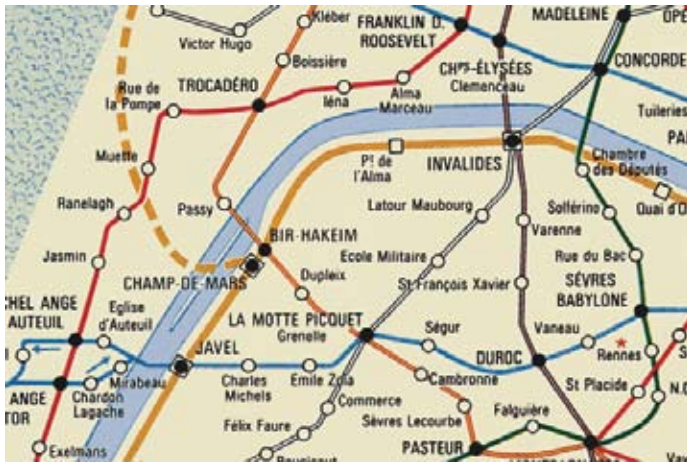 Kléber
Victor Hugo
Boissière
FRANKLIN D.
ROOSEVELT
MADELEINE
CHPS-ÉLYSÉES
Clemenceau
CONCORDE
Tuileries
TROCADÉRO
Rue de
la Pompe
Iéna
Alma
Marceau
Muette
Pt. de
l'Alma
INVALIDES
Chambre
des Députés
Ranelagh
Passy
Latour Maubourg
Solférino
Quai d'O
BIR-HAKEIM
Varenne
Jasmin
Ecole Militaire
Rue du Bac
CHAMP-DE-MARS
Dupleix
St François Xavier
SÈVRES
BABYLONE
CHEL ANGE
AUTEUIL
Eglise
d'Auteuil
LA MOTTE PICQUET
Grenelle
Ségur
Vaneau
JAVEL
DUROC
Rennes
Mirabeau
Charles
Michels
Emile Zola
Cambronne
St Placide
N.D
ANGE
TOR
Chardon
Lagache
Commerce
Sèvres Lecourbe
Falguière
Félix Faure
PASTEUR
Exelmans